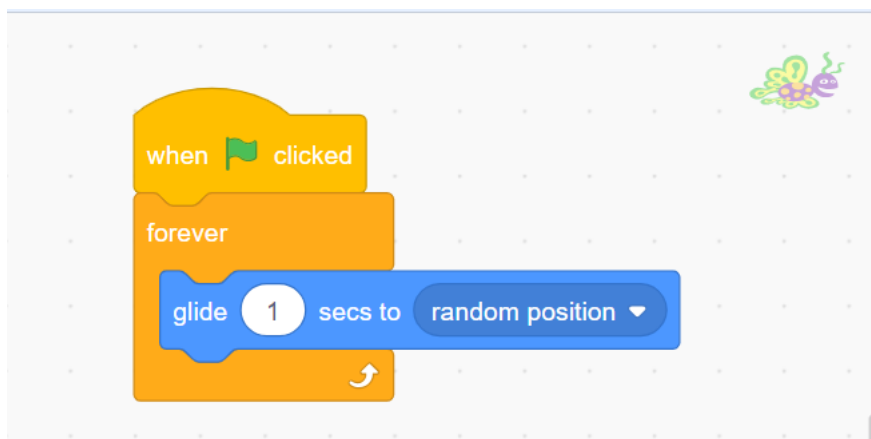 when clicked
forever
glide 1 secs to random position